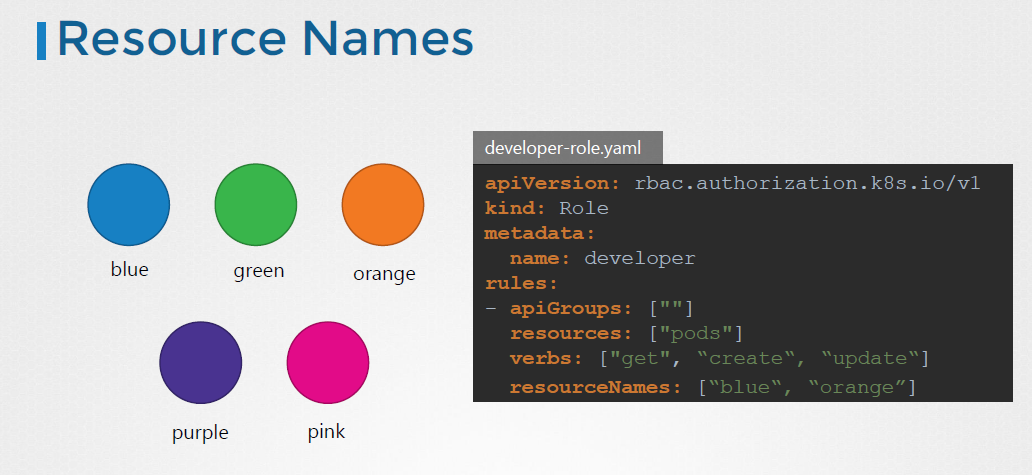 Resource Names
blue
green
orange
purple
pink
developer-role.yaml
apiVersion: rbac.authorization.k8s.io/v1
kind: Role
metadata:
  name: developer
rules:
- apiGroups: [""]
  resources: ["pods"]
  verbs: ["get", “create“, “update“]
  resourceNames: [“blue“, “orange”]